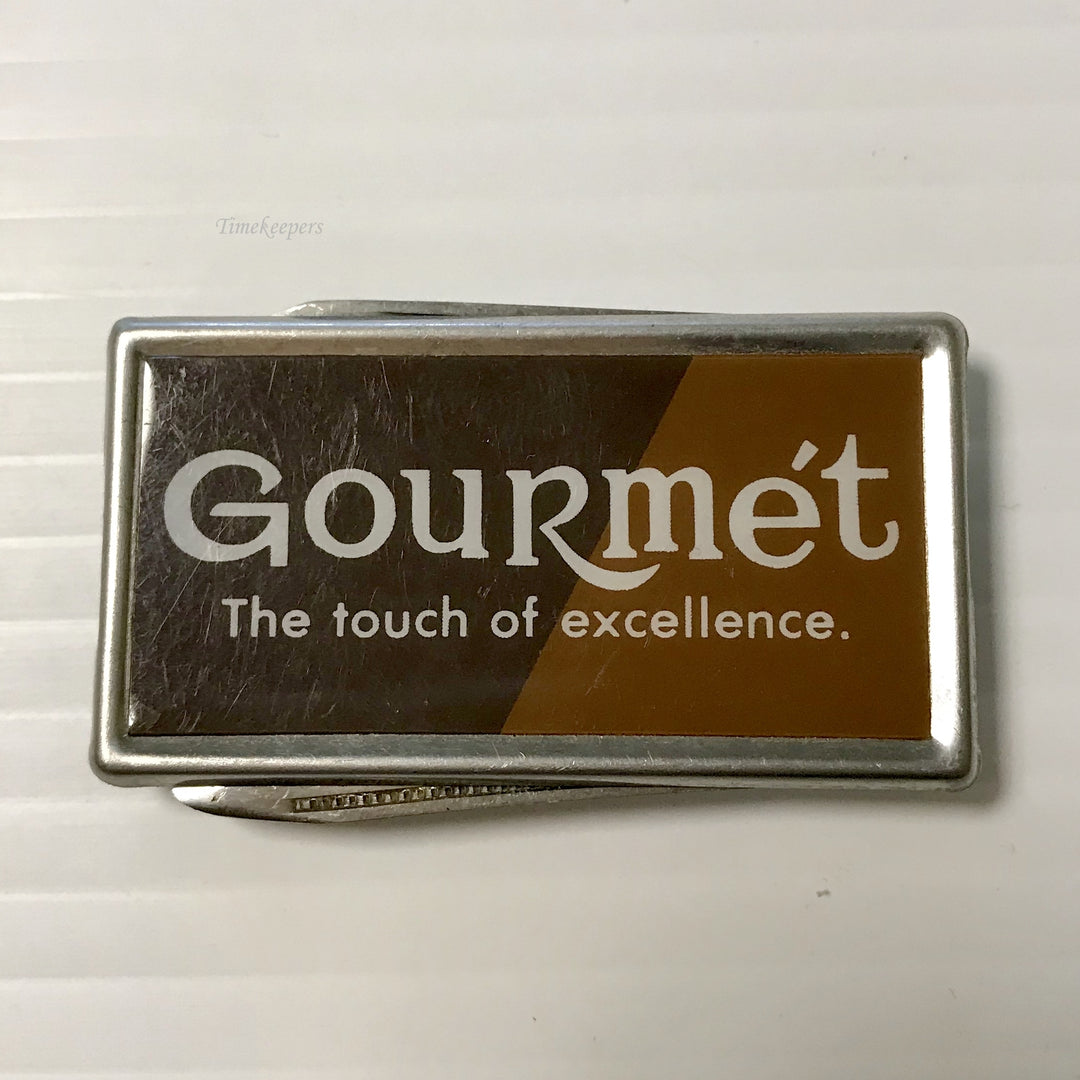 Timekeepers
Gourmét
The touch of excellence.